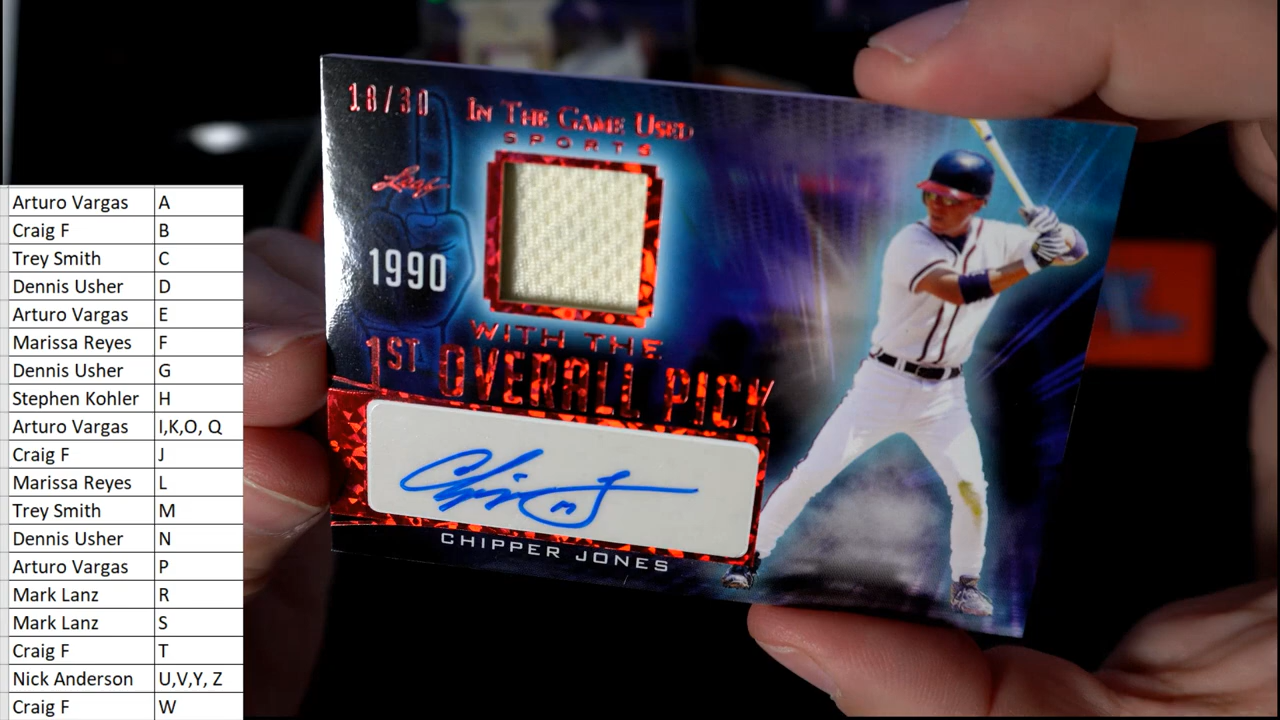 Arturo Vargas A
Craig F B
Trey Smith C
Dennis Usher D
Arturo Vargas E
Marissa Reyes F
Dennis Usher G
Stephen Kohler H
Arturo Vargas I,K,O, Q
Craig F J
Marissa Reyes L
Trey Smith M
Dennis Usher N
Arturo Vargas P
Mark Lanz R
Mark Lanz S
Craig F T
Nick Anderson U,V,Y, Z
Craig F W
18/30
IN THE GAME USED
SPORTS
Leaf
1990
WITH THE
1ST OVERALL PICK
CHIPPER JONES